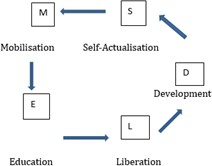 M
S
Mobilisation
Self-Actualisation
D
Development
E
L
Education
Liberation